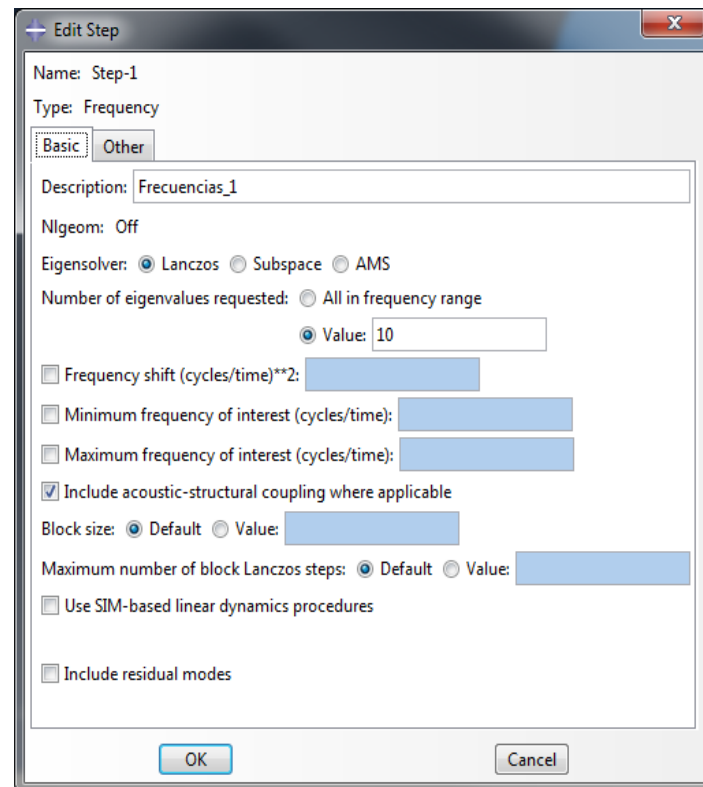 Edit Step
Name: Step-1
Type: Frequency
Basic Other
Description: Frecuencias_1
Nlgeom: Off
Eigensolver: Lanczos Subspace AMS
Number of eigenvalues requested: All in frequency range
Value: 10
Frequency shift (cycles/time)**2:
Minimum frequency of interest (cycles/time):
Maximum frequency of interest (cycles/time):
Include acoustic-structural coupling where applicable
Block size: Default Value:
Maximum number of block Lanczos steps: Default Value:
Use SIM-based linear dynamics procedures
Include residual modes
OK Cancel